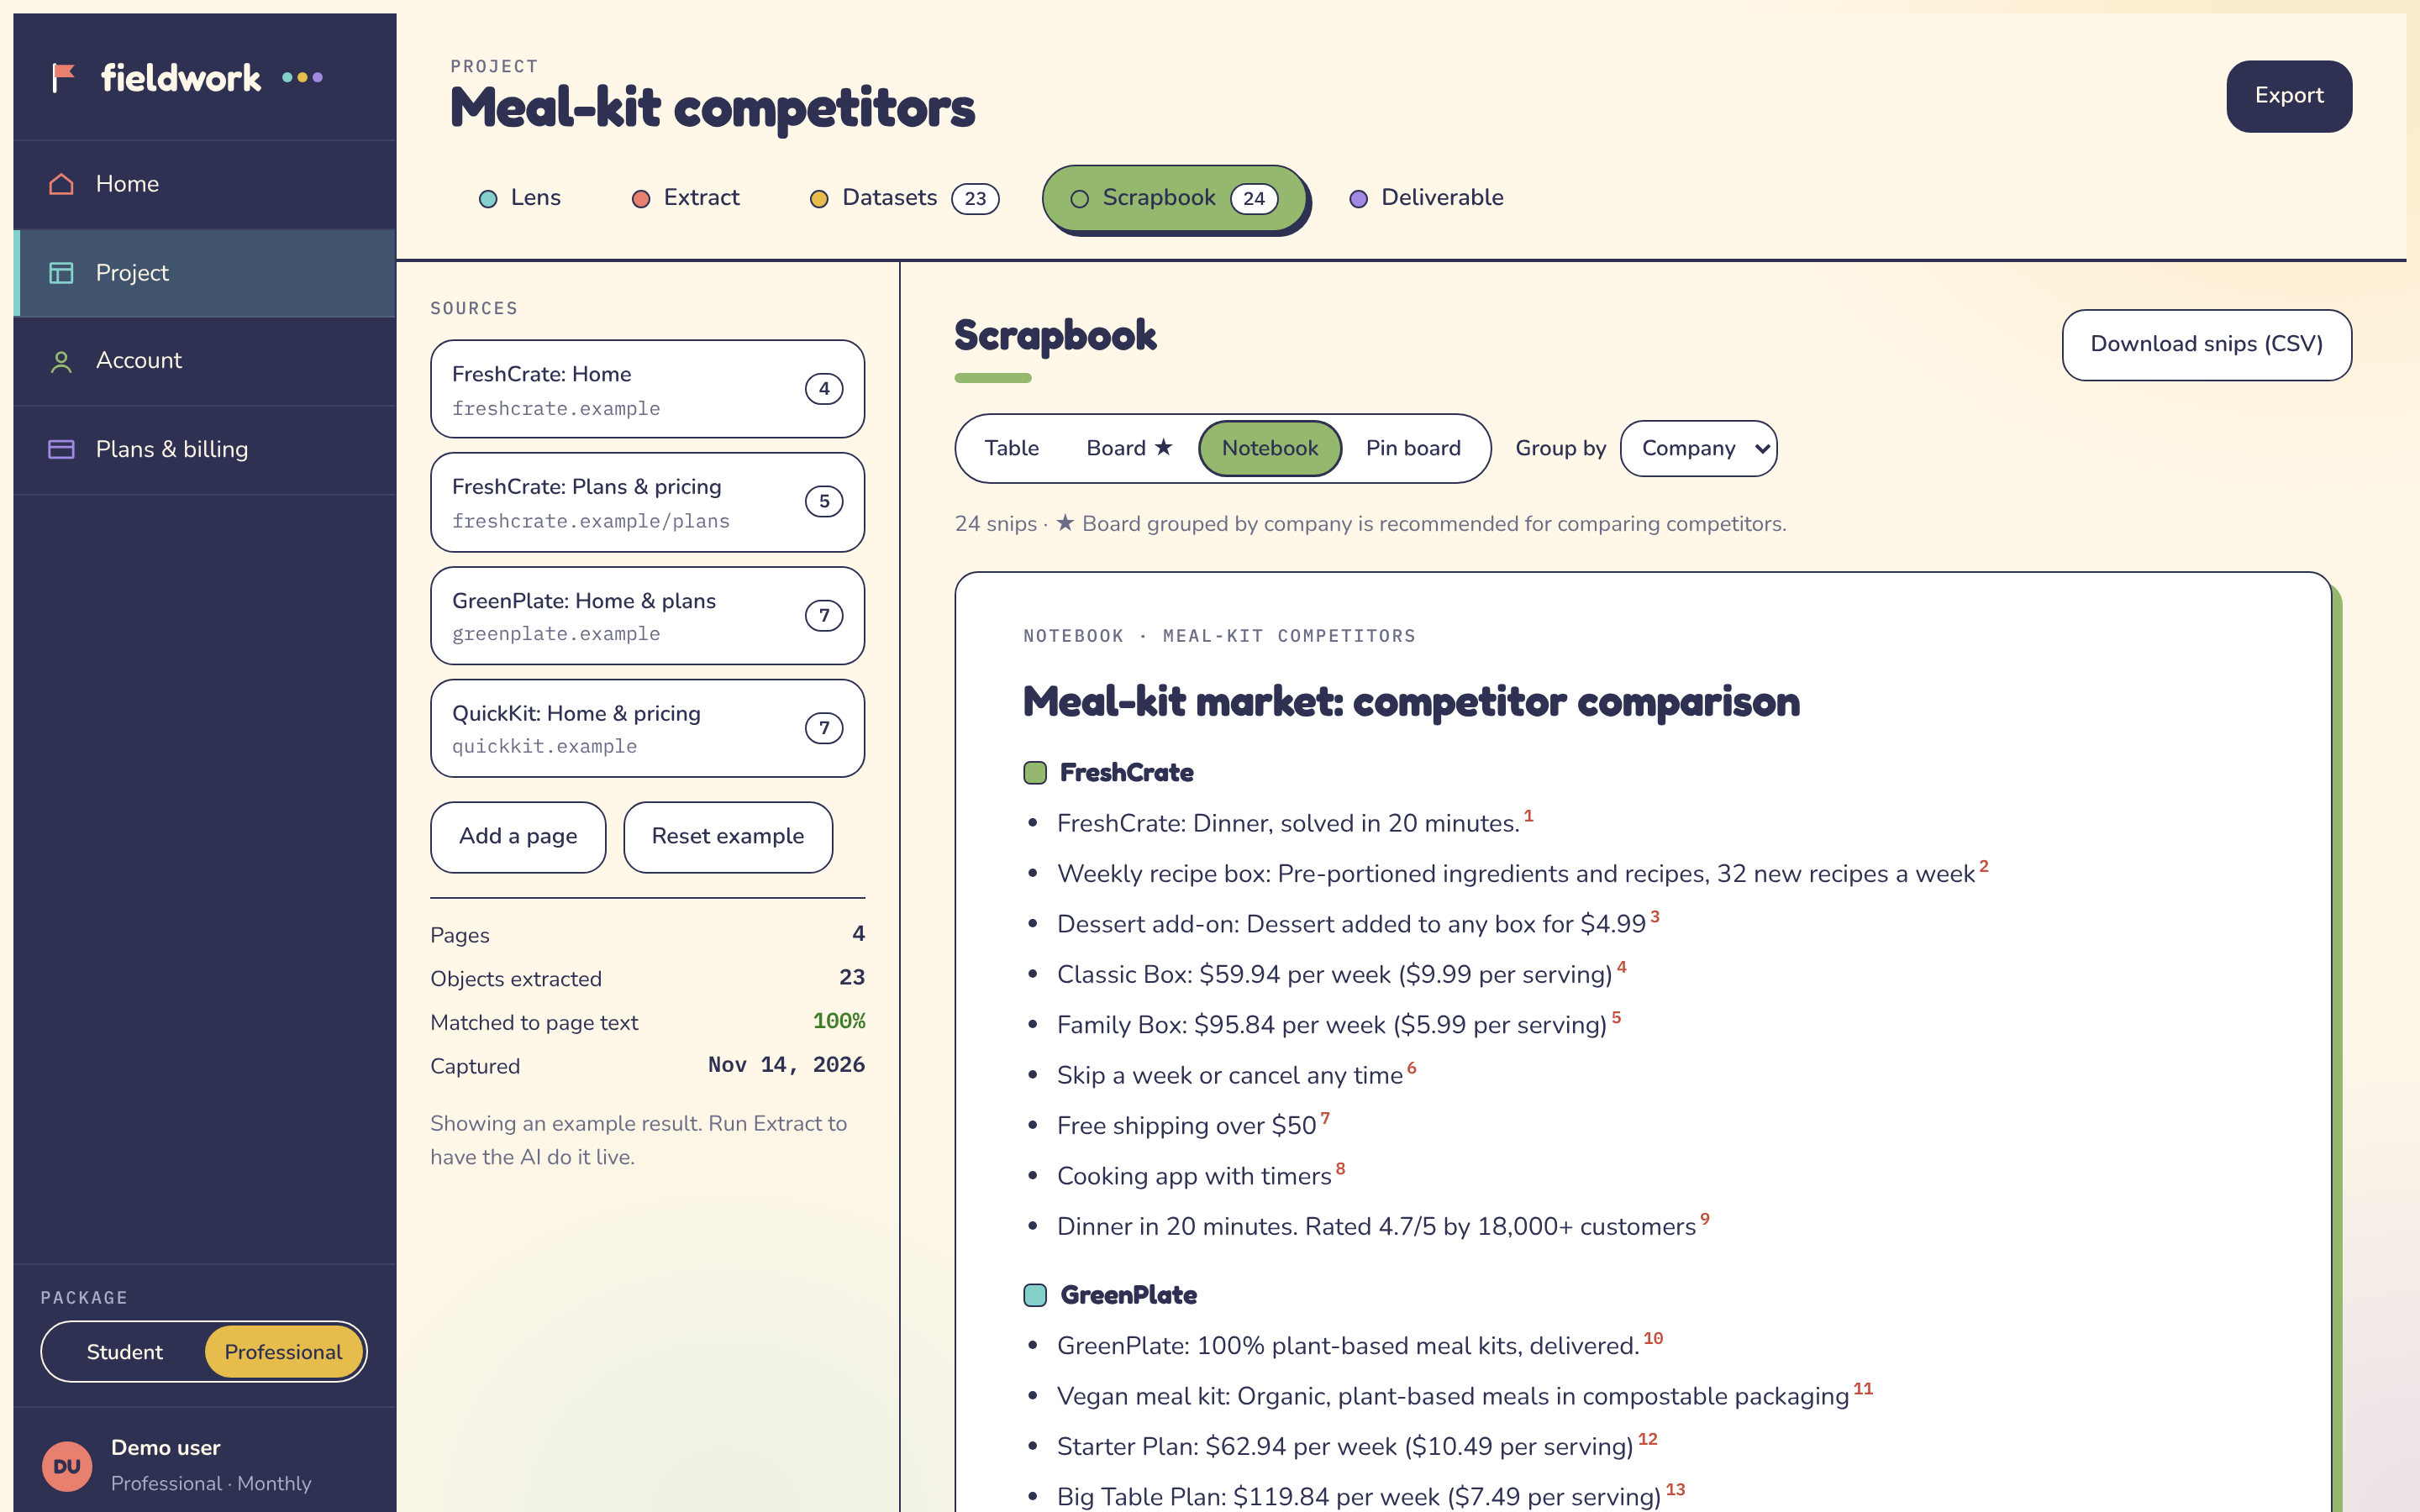 fieldwork
Home
Project
Account
Plans & billing
PACKAGE
Student
Professional
DU
Demo user
Professional · Monthly
PROJECT
Meal-kit competitors
Export
Lens
Extract
Datasets 23
Scrapbook 24
Deliverable
SOURCES
FreshCrate: Home
freshcrate.example
4
FreshCrate: Plans & pricing
freshcrate.example/plans
5
GreenPlate: Home & plans
greenplate.example
7
QuickKit: Home & pricing
quickkit.example
7
Add a page
Reset example
Pages 4
Objects extracted 23
Matched to page text 100%
Captured Nov 14, 2026
Showing an example result. Run Extract to
have the AI do it live.
Scrapbook
Download snips (CSV)
Table
Board ★
Notebook
Pin board
Group by
Company
24 snips · ★ Board grouped by company is recommended for comparing competitors.
NOTEBOOK · MEAL-KIT COMPETITORS
Meal-kit market: competitor comparison
FreshCrate
• FreshCrate: Dinner, solved in 20 minutes. 1
• Weekly recipe box: Pre-portioned ingredients and recipes, 32 new recipes a week 2
• Dessert add-on: Dessert added to any box for $4.99 3
• Classic Box: $59.94 per week ($9.99 per serving) 4
• Family Box: $95.84 per week ($5.99 per serving) 5
• Skip a week or cancel any time 6
• Free shipping over $50 7
• Cooking app with timers 8
• Dinner in 20 minutes. Rated 4.7/5 by 18,000+ customers 9
GreenPlate
• GreenPlate: 100% plant-based meal kits, delivered. 10
• Vegan meal kit: Organic, plant-based meals in compostable packaging 11
• Starter Plan: $62.94 per week ($10.49 per serving) 12
• Big Table Plan: $119.84 per week ($7.49 per serving) 13